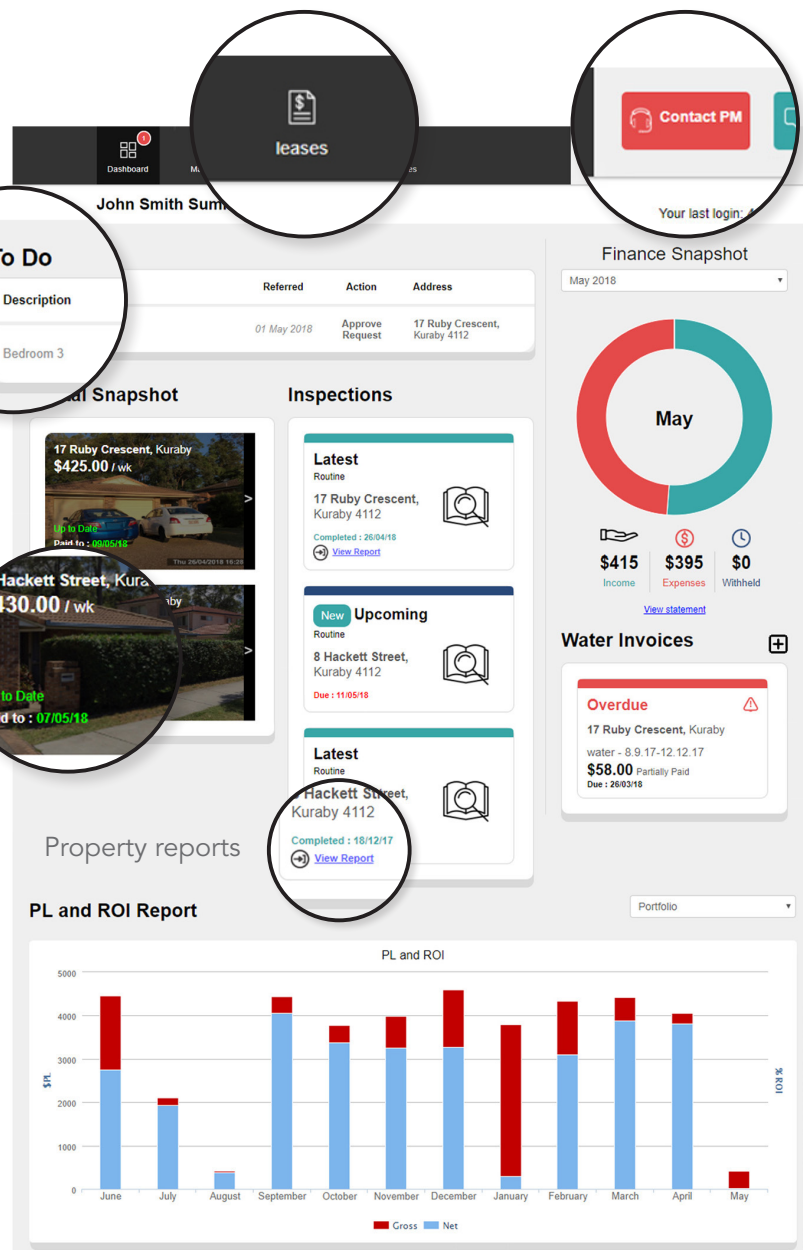 leases
Contact PM
1
Dashboard
John Smith
Your last login:
To Do
Description
Referred
Action
Address
Bedroom 3
01 May 2018
Approve
Request
17 Ruby Crescent,
Kuraby 4112
Finance Snapshot
May 2018
May
$415
Income
$395
Expenses
$0
Withheld
View statement
Snapshot
17 Ruby Crescent, Kuraby
$425.00 / wk
Up to Date
Paid to : 09/05/18
Thu 26/04/2018 16:28
Hackett Street,
30.00 / wk
to Date
07/05/18
Inspections
Latest
Routine
17 Ruby Crescent,
Kuraby 4112
Completed : 26/04/18
View Report
New Upcoming
Routine
8 Hackett Street,
Kuraby 4112
Due : 11/05/18
Latest
Routine
Hackett Street,
Kuraby 4112
Completed : 18/12/17
View Report
Water Invoices
Overdue
17 Ruby Crescent, Kuraby
water - 8.9.17-12.12.17
$58.00 Partially Paid
Due : 26/03/18
Property reports
PL and ROI Report
Portfolio
PL and ROI
$PL
% ROI
5000
4000
3000
2000
1000
0
June July August September October November December January February March April May
Gross Net